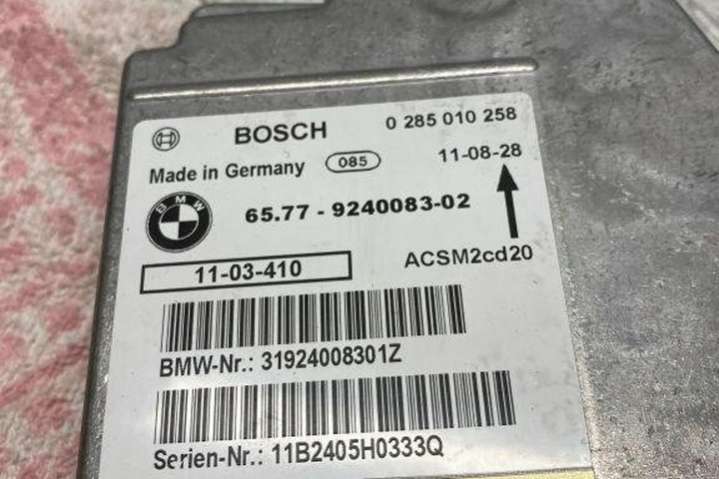 BOSCH 0 285 010 258
Made in Germany 085 11-08-28
BMW 65.77 - 9240083-02
11-03-410 ACSM2cd20
BMW-Nr.: 31924008301Z
Serien-Nr.: 11B2405H0333Q